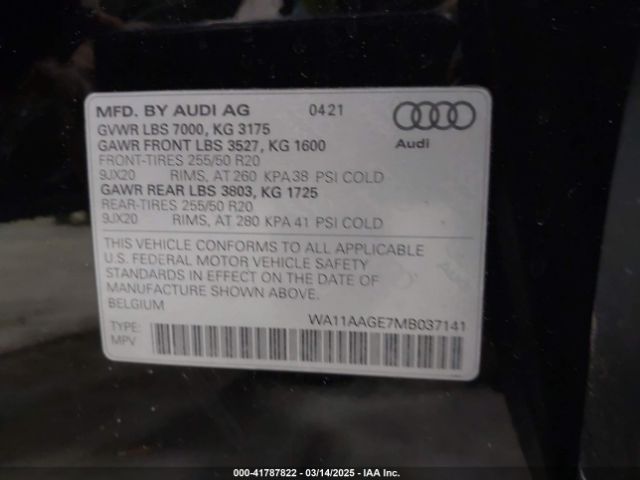 MFD. BY AUDI AG 0421
GVWR LBS 7000, KG 3175
GAWR FRONT LBS 3527, KG 1600
FRONT-TIRES 255/50 R20
9JX20 RIMS, AT 260 KPA 38 PSI COLD
GAWR REAR LBS 3803, KG 1725
REAR-TIRES 255/50 R20
9JX20 RIMS, AT 280 KPA 41 PSI COLD
Audi
THIS VEHICLE CONFORMS TO ALL APPLICABLE
U.S. FEDERAL MOTOR VEHICLE SAFETY
STANDARDS IN EFFECT ON THE DATE OF
MANUFACTURE SHOWN ABOVE.
BELGIUM
WA11AAGE7MB037141
TYPE:
MPV
000-41787822 — 03/14/2025 — IAA Inc.